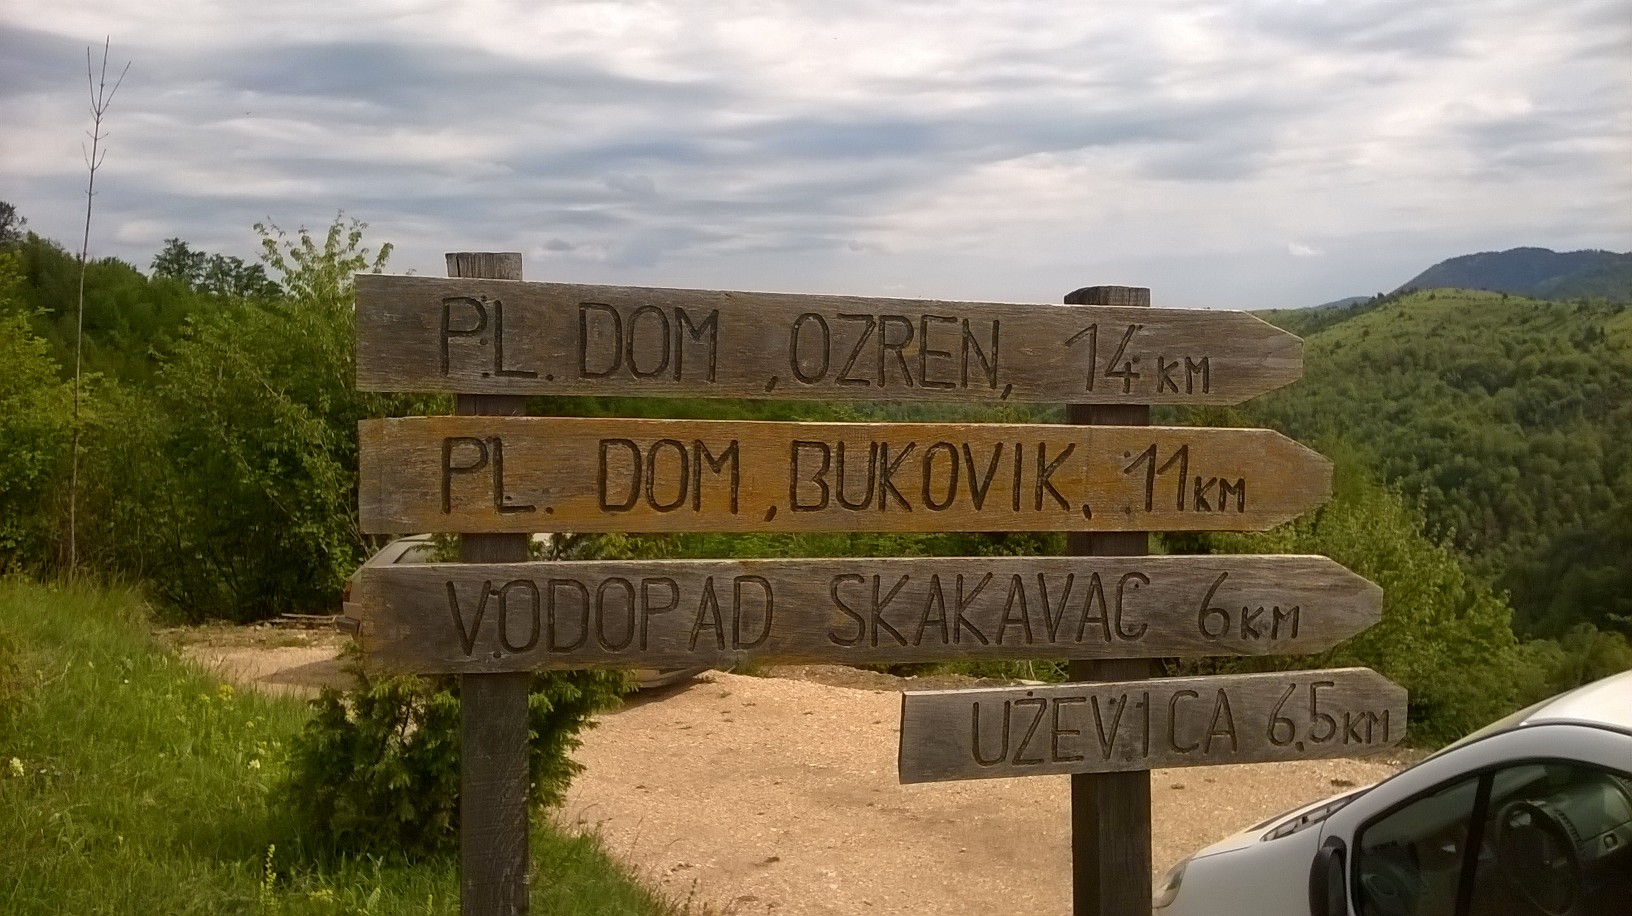 PL. DOM ,OZREN, 14 KM
PL. DOM ,BUKOVIK, 11 KM
VODOPAD SKAKAVAC 6 KM
UŽEVICA 6,5 KM